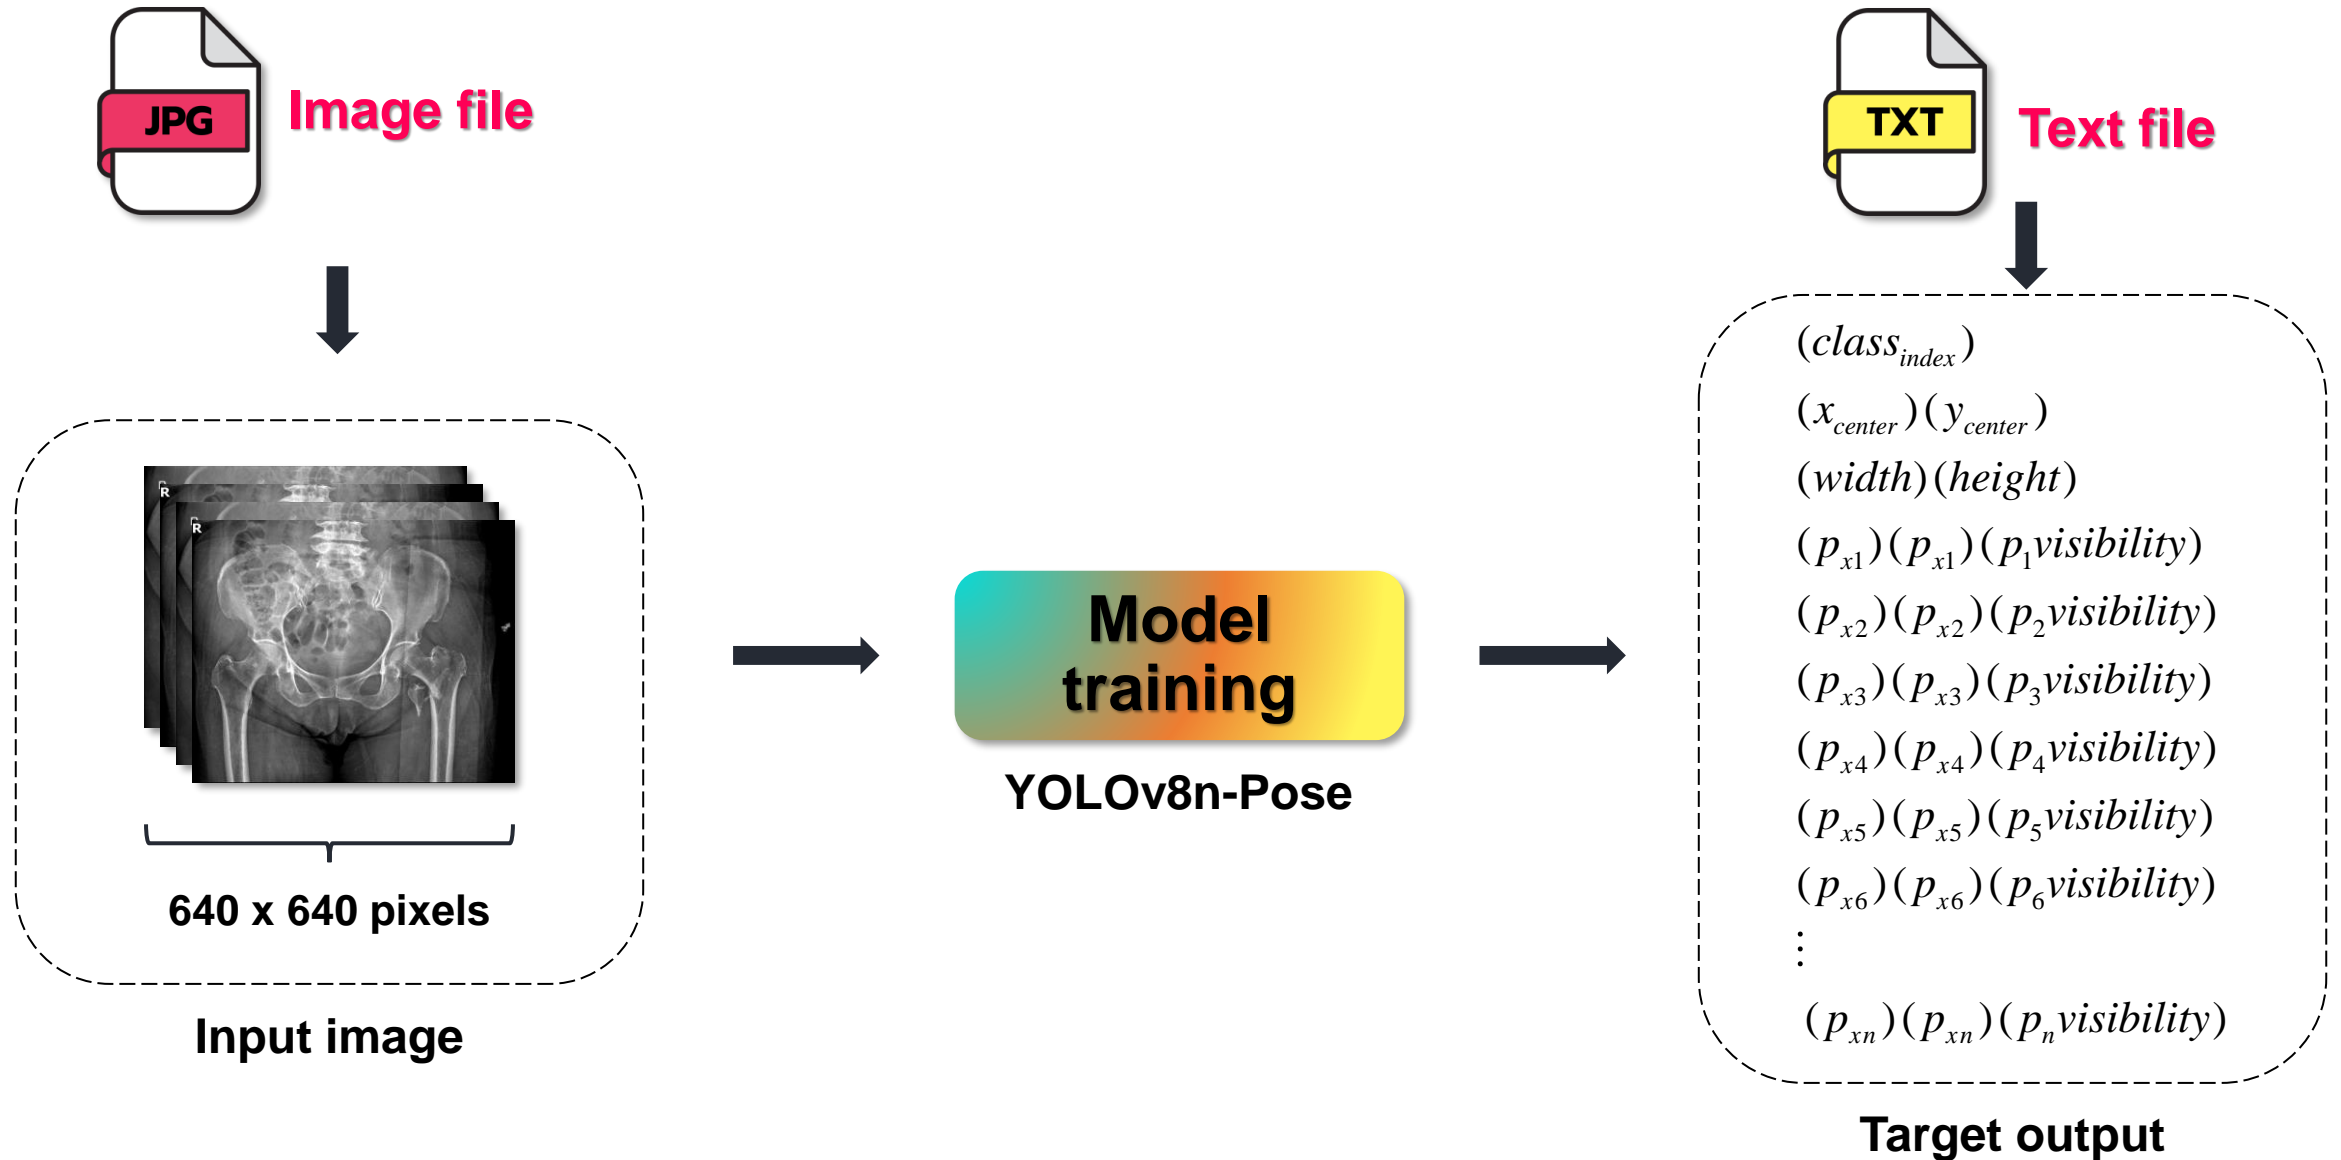 JPG
Image file
R
R
640 x 640 pixels
Input image
Model
training
YOLOv8n-Pose
TXT
Text file
(class_index)
(x_center)(y_center)
(width)(height)
(p_x1)(p_x1)(p_1visibility)
(p_x2)(p_x2)(p_2visibility)
(p_x3)(p_x3)(p_3visibility)
(p_x4)(p_x4)(p_4visibility)
(p_x5)(p_x5)(p_5visibility)
(p_x6)(p_x6)(p_6visibility)
⋮
(p_xn)(p_xn)(p_nvisibility)
Target output